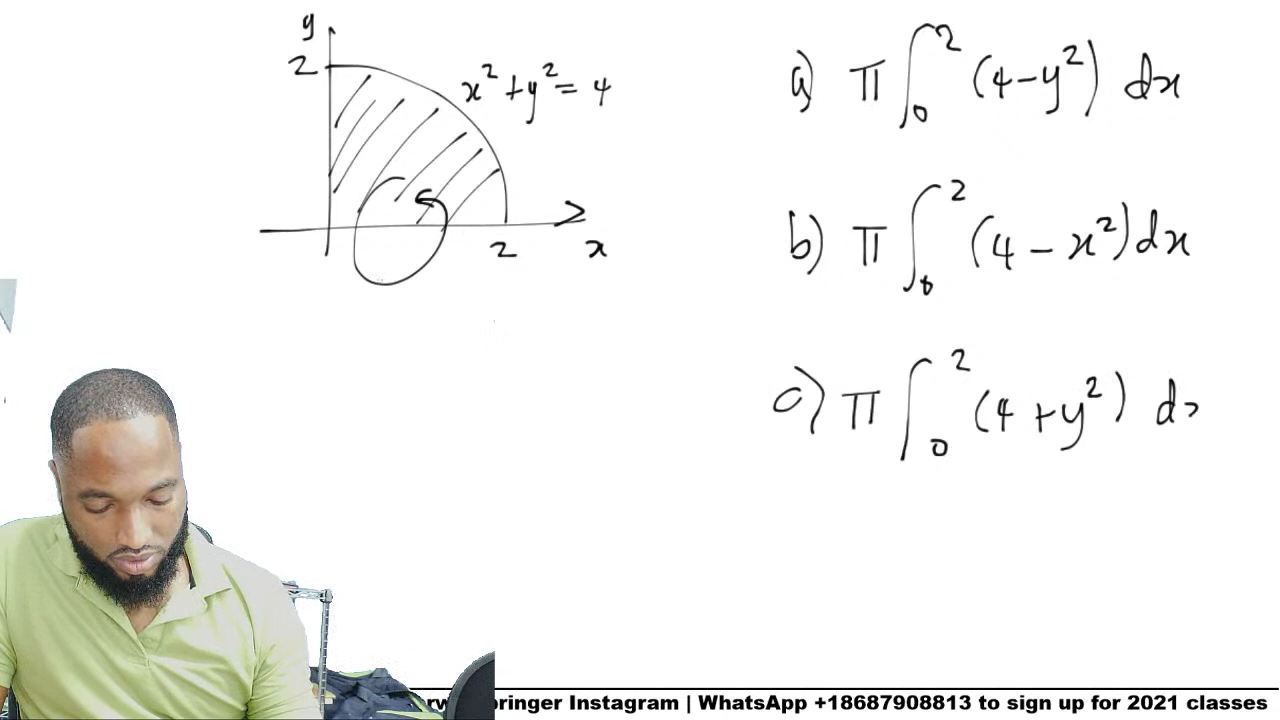 y
2
x² + y² = 4
2
x
a) π ∫₀² (4 - y²) dx
b) π ∫₀² (4 - x²) dx
c) π ∫₀² (4 + y²)
Instagram | WhatsApp +18687908813 to sign up for 2021 classes